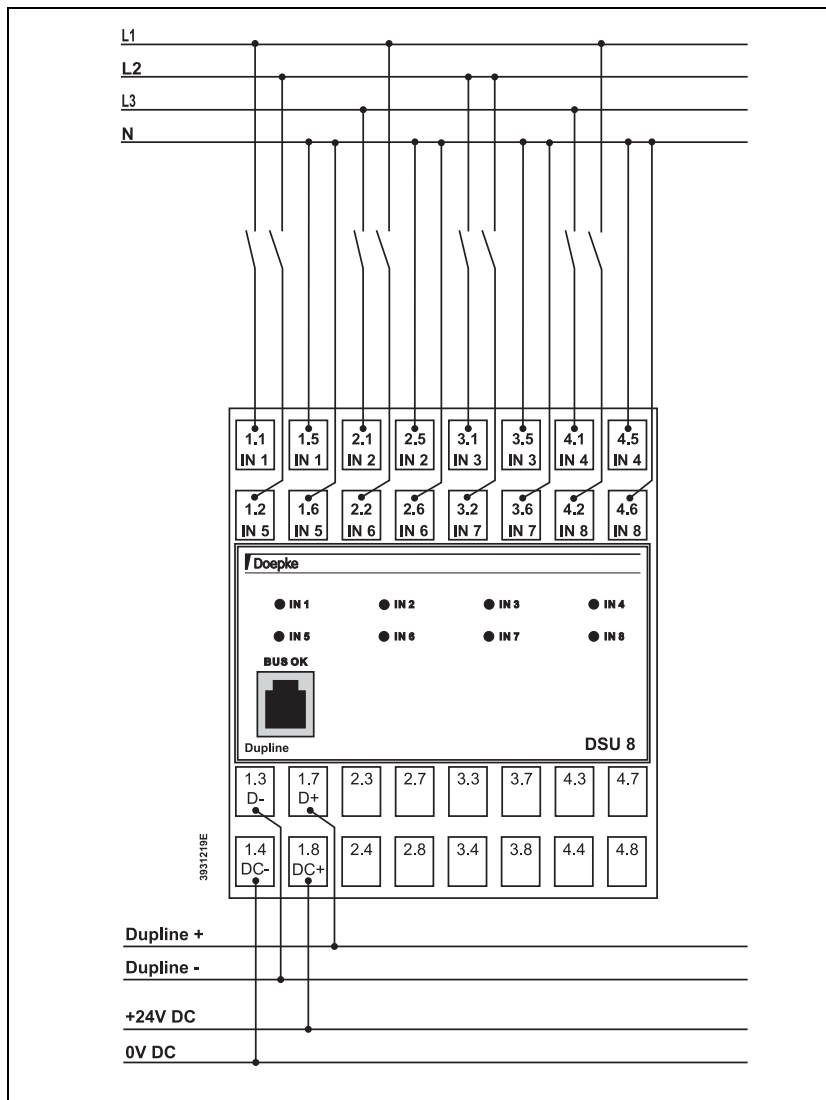 L1
L2
L3
N
1.1 1.5 2.1 2.5 3.1 3.5 4.1 4.5
IN 1 IN 1 IN 2 IN 2 IN 3 IN 3 IN 4 IN 4
1.2 1.6 2.2 2.6 3.2 3.6 4.2 4.6
IN 5 IN 5 IN 6 IN 6 IN 7 IN 7 IN 8 IN 8
Doepke
IN 1 IN 2 IN 3 IN 4
IN 5 IN 6 IN 7 IN 8
BUS OK
Dupline DSU 8
1.3 1.7 2.3 2.7 3.3 3.7 4.3 4.7
D- D+
1.4 1.8 2.4 2.8 3.4 3.8 4.4 4.8
DC- DC+
3931219E
Dupline +
Dupline -
+24V DC
0V DC